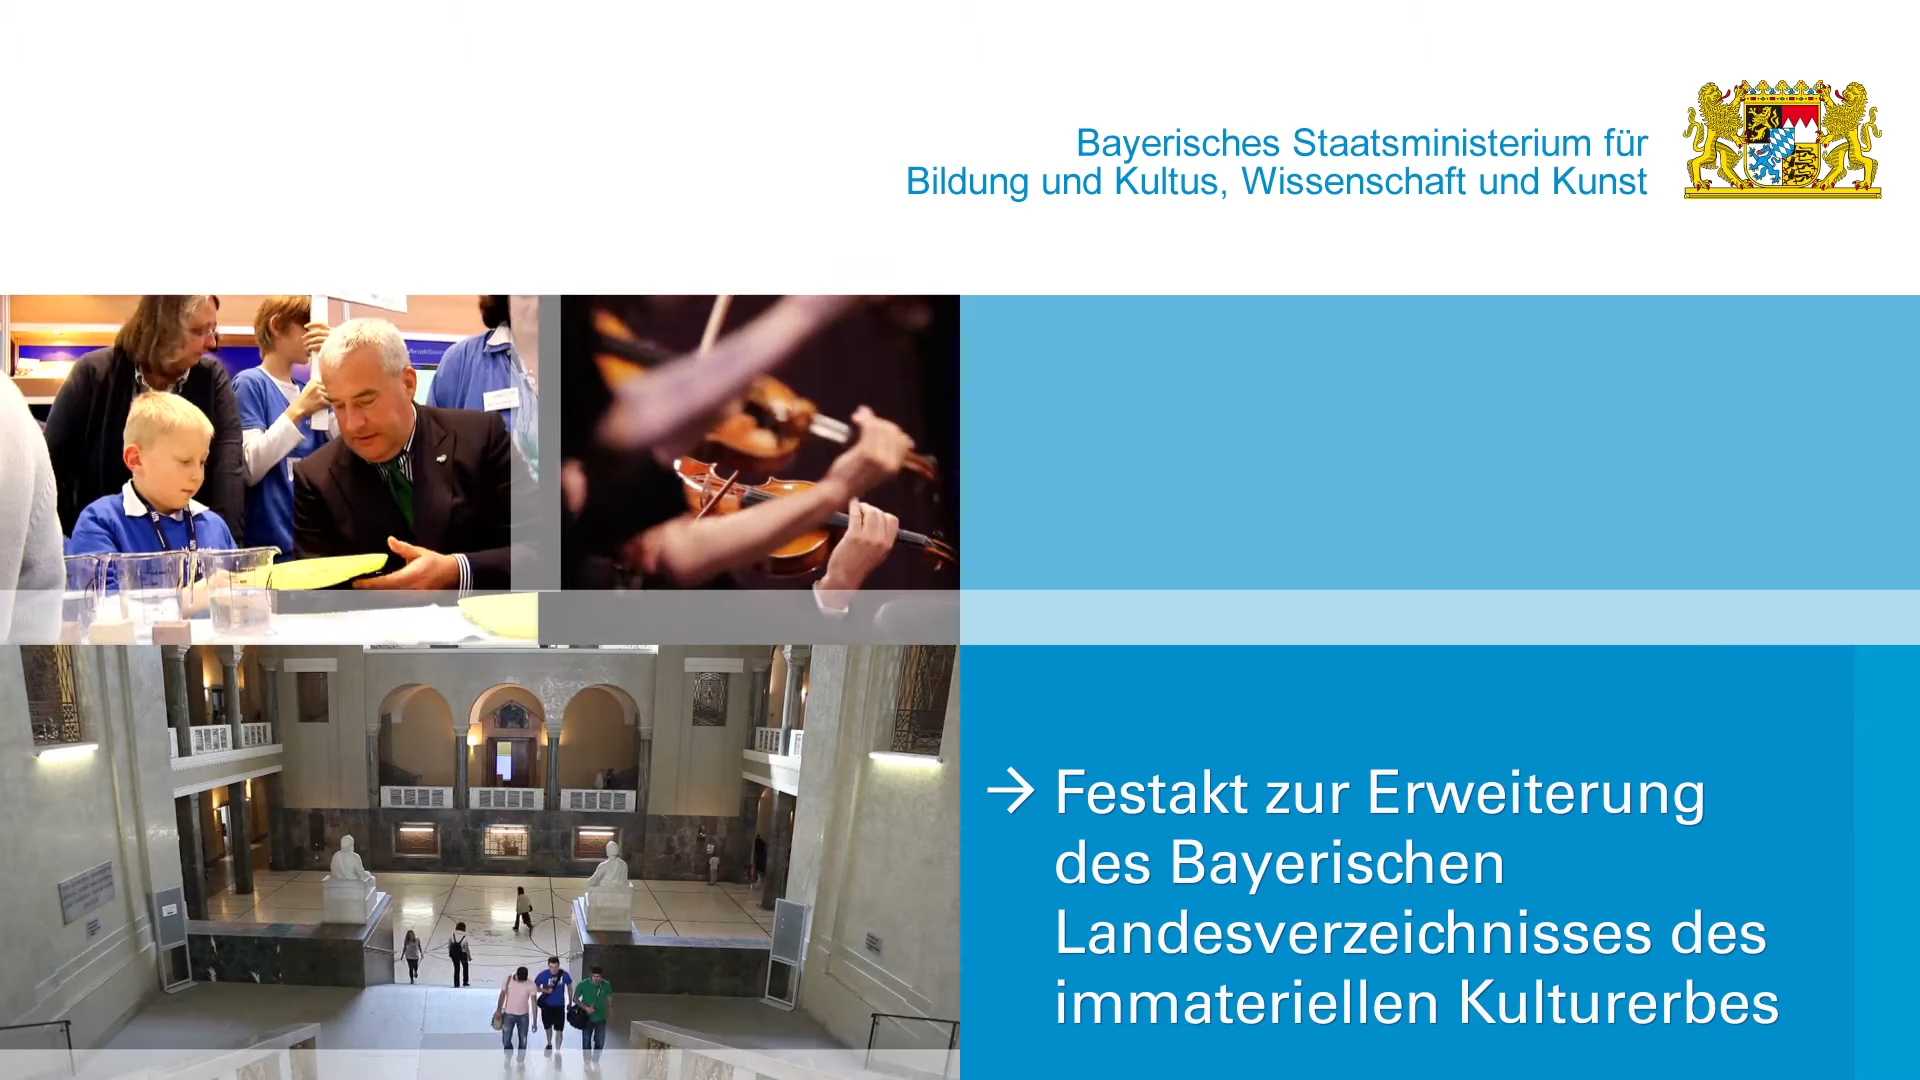 Bayerisches Staatsministerium für
Bildung und Kultus, Wissenschaft und Kunst
→ Festakt zur Erweiterung
des Bayerischen
Landesverzeichnisses des
immateriellen Kulturerbes